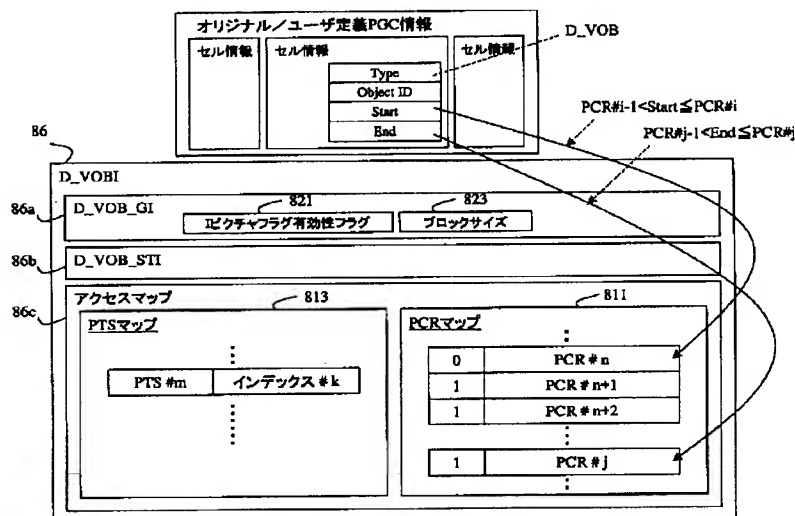 オリジナル／ユーザ定義PGC情報
セル情報
セル情報
セル情報
D_VOB
Type
Object ID
Start
End
PCR#i-1<Start≦PCR#i
PCR#j-1<End≦PCR#j
86
D_VOBI
86a
D_VOB_GI
821
823
Iピクチャフラグ有効性フラグ
ブロックサイズ
86b
D_VOB_STI
86c
アクセスマップ
813
811
PTSマップ
PCRマップ
PTS #m
インデックス #k
0
PCR # n
1
PCR # n+1
1
PCR # n+2
1
PCR # j